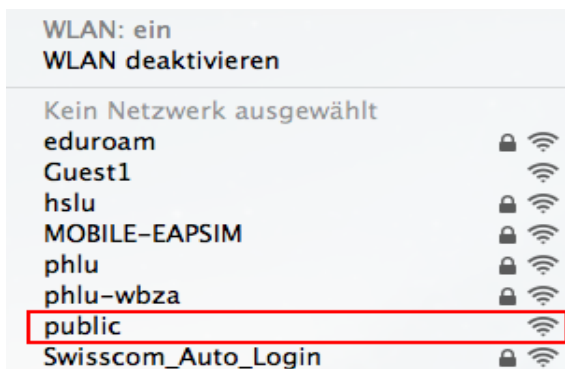 WLAN: ein
WLAN deaktivieren
Kein Netzwerk ausgewählt
eduroam
Guest1
hslu
MOBILE-EAPSIM
phlu
phlu-wbza
public
Swisscom_Auto_Login